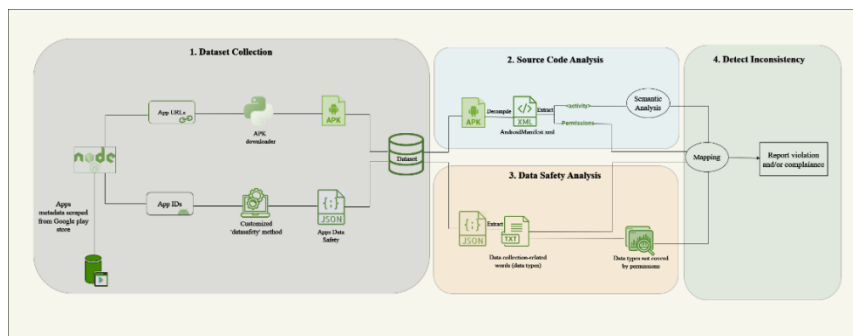 1. Dataset Collection
App URLs
APK
downloader
APK
node
Apps
metadata scraped
from Google play
store
App IDs
Customized
'datasafety' method
JSON
Apps Data
Safety
Dataset
2. Source Code Analysis
APK
Decompile
XML
Extract
AndroidManifest.xml
<activity>
Permissions
Semantic
Analysis
3. Data Safety Analysis
JSON
Extract
TXT
Data collection-related
words (data types)
Data types not covered
by permissions
4. Detect Inconsistency
Mapping
Report violation
and/or complaince